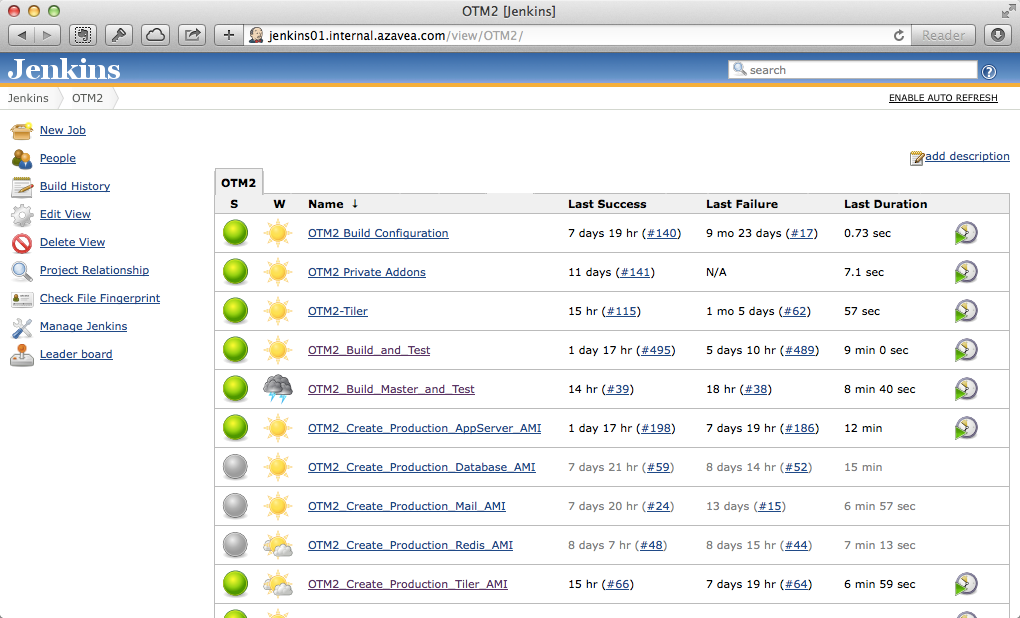 OTM2 [Jenkins]
jenkins01.internal.azavea.com/view/OTM2/
Reader
Jenkins
search
Jenkins OTM2
ENABLE AUTO REFRESH
New Job
People
Build History
Edit View
Delete View
Project Relationship
Check File Fingerprint
Manage Jenkins
Leader board
add description
OTM2
S W Name ↓ Last Success Last Failure Last Duration
OTM2 Build Configuration 7 days 19 hr (#140) 9 mo 23 days (#17) 0.73 sec
OTM2 Private Addons 11 days (#141) N/A 7.1 sec
OTM2-Tiler 15 hr (#115) 1 mo 5 days (#62) 57 sec
OTM2_Build_and_Test 1 day 17 hr (#495) 5 days 10 hr (#489) 9 min 0 sec
OTM2_Build_Master_and_Test 14 hr (#39) 18 hr (#38) 8 min 40 sec
OTM2_Create_Production_AppServer_AMI 1 day 17 hr (#198) 7 days 19 hr (#186) 12 min
OTM2_Create_Production_Database_AMI 7 days 21 hr (#59) 8 days 14 hr (#52) 15 min
OTM2_Create_Production_Mail_AMI 7 days 20 hr (#24) 13 days (#15) 6 min 57 sec
OTM2_Create_Production_Redis_AMI 8 days 7 hr (#48) 8 days 15 hr (#44) 7 min 13 sec
OTM2_Create_Production_Tiler_AMI 15 hr (#66) 7 days 19 hr (#64) 6 min 59 sec